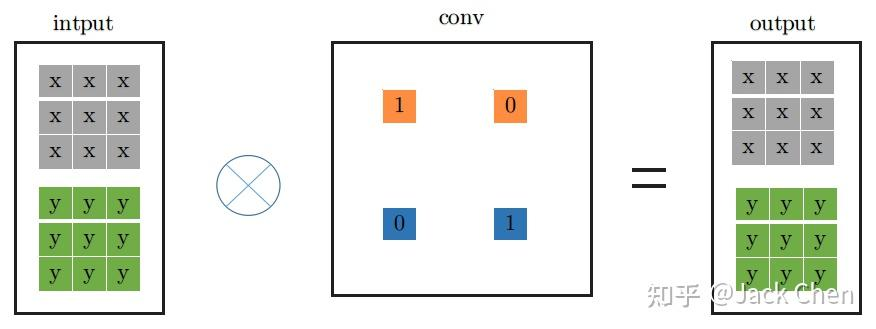 intput
conv
output
x x x
x x x
x x x
y y y
y y y
y y y
1 0
0 1
=
x x x
x x x
x x x
y y y
y y y
y y y
知乎 @Jack Chen